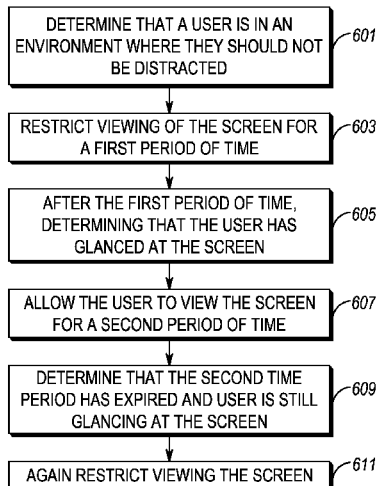 DETERMINE THAT A USER IS IN AN
ENVIRONMENT WHERE THEY SHOULD NOT
BE DISTRACTED
601
RESTRICT VIEWING OF THE SCREEN FOR
A FIRST PERIOD OF TIME
603
AFTER THE FIRST PERIOD OF TIME,
DETERMINING THAT THE USER HAS
GLANCED AT THE SCREEN
605
ALLOW THE USER TO VIEW THE SCREEN
FOR A SECOND PERIOD OF TIME
607
DETERMINE THAT THE SECOND TIME
PERIOD HAS EXPIRED AND USER IS STILL
GLANCING AT THE SCREEN
609
AGAIN RESTRICT VIEWING THE SCREEN
611